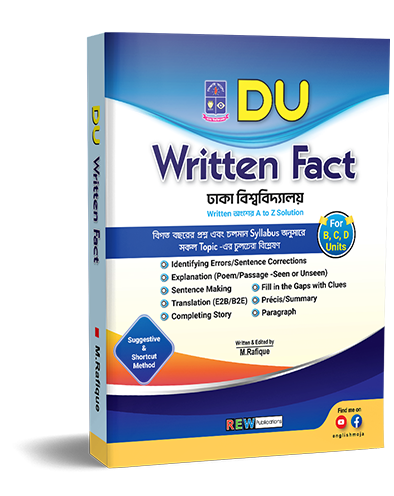 DU
Written Fact
ঢাকা বিশ্ববিদ্যালয়
Written অংশের A to Z Solution
বিগত বছরের প্রশ্ন এবং চলমান Syllabus অনুসারে
সকল Topic -এর চুলচেরা বিশ্লেষণ
For
B, C, D
Units
Identifying Errors/Sentence Corrections
Explanation (Poem/Passage -Seen or Unseen)
Sentence Making
Fill in the Gaps with Clues
Translation (E2B/B2E)
Précis/Summary
Completing Story
Paragraph
Suggestive
&
Shortcut
Method
Written & Edited by
M.Rafique
REW Publications
Find me on
englishmoja
DU Written Fact
M.Rafique